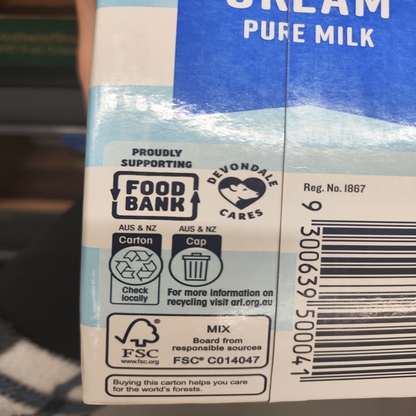 CREAM
PURE MILK
PROUDLY
SUPPORTING
FOOD
BANK
DEVONDALE
CARES
Reg. No. 1867
AUS & NZ
Carton
Check
locally
AUS & NZ
Cap
For more information on
recycling visit arl.org.au
FSC®
www.fsc.org
MIX
Board from
responsible sources
FSC® C014047
Buying this carton helps you care
for the world's forests.
9 300639 500041